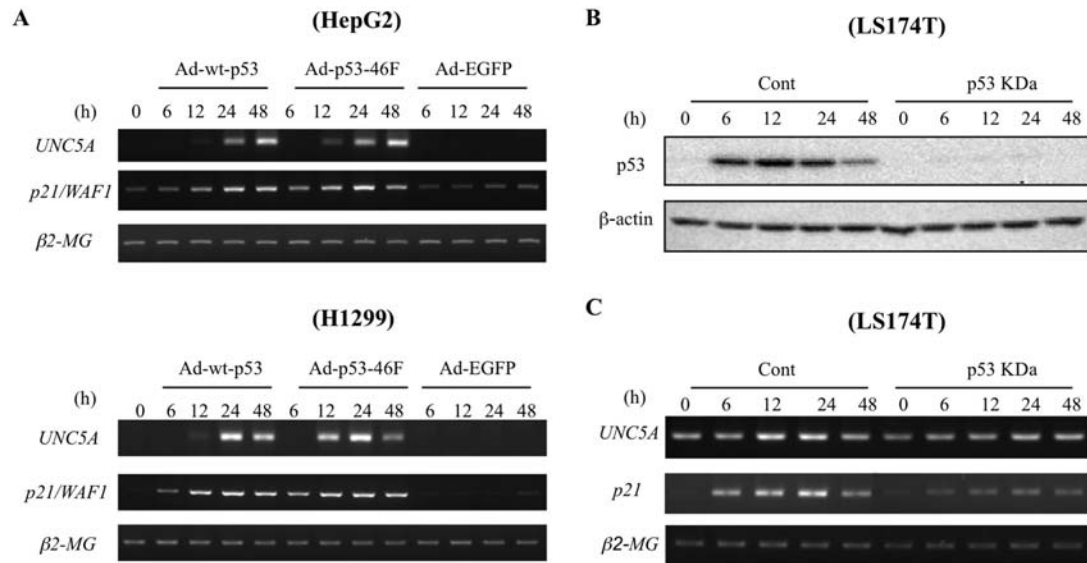 A
(HepG2)
Ad-wt-p53 Ad-p53-46F Ad-EGFP
(h) 0 6 12 24 48 6 12 24 48 6 12 24 48
UNC5A
p21/WAF1
β2-MG
(H1299)
Ad-wt-p53 Ad-p53-46F Ad-EGFP
(h) 0 6 12 24 48 6 12 24 48 6 12 24 48
UNC5A
p21/WAF1
β2-MG
B
(LS174T)
Cont p53 KDa
(h) 0 6 12 24 48 0 6 12 24 48
p53
β-actin
C
(LS174T)
Cont p53 KDa
(h) 0 6 12 24 48 0 6 12 24 48
UNC5A
p21
β2-MG